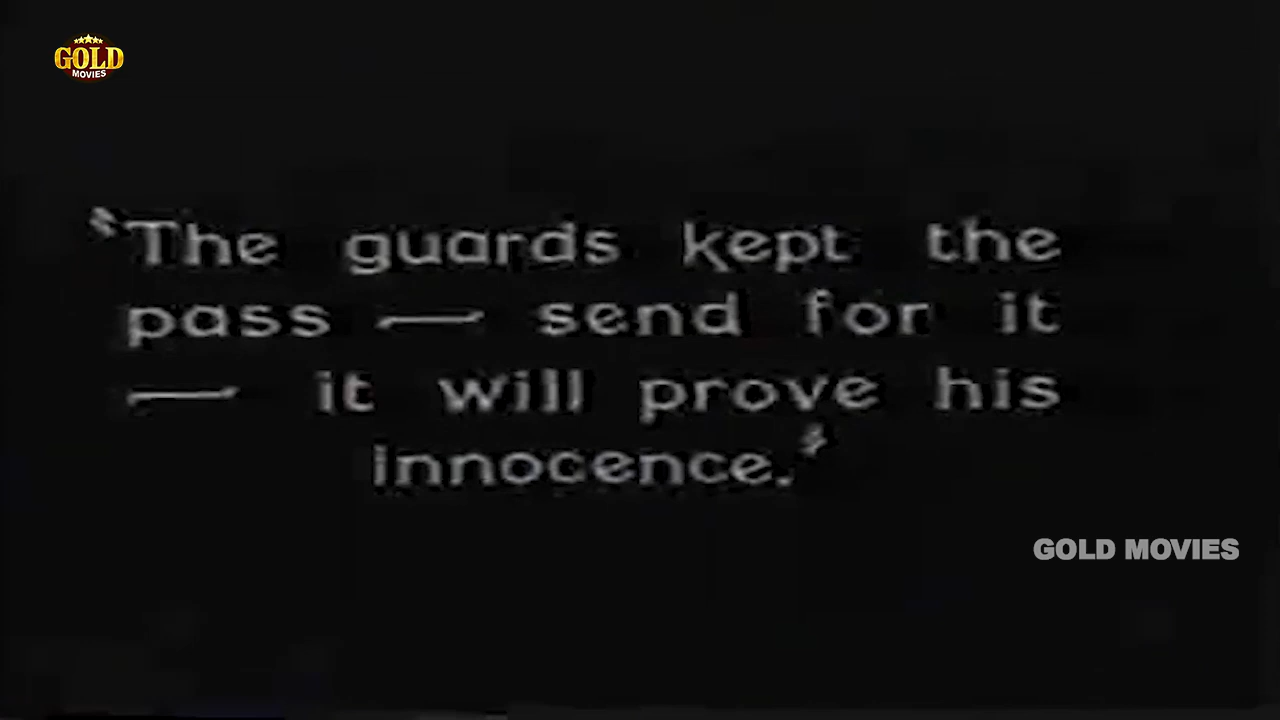 GOLD
MOVIES
"The guards kept the
pass — send for it
— it will prove his
innocence."
GOLD MOVIES